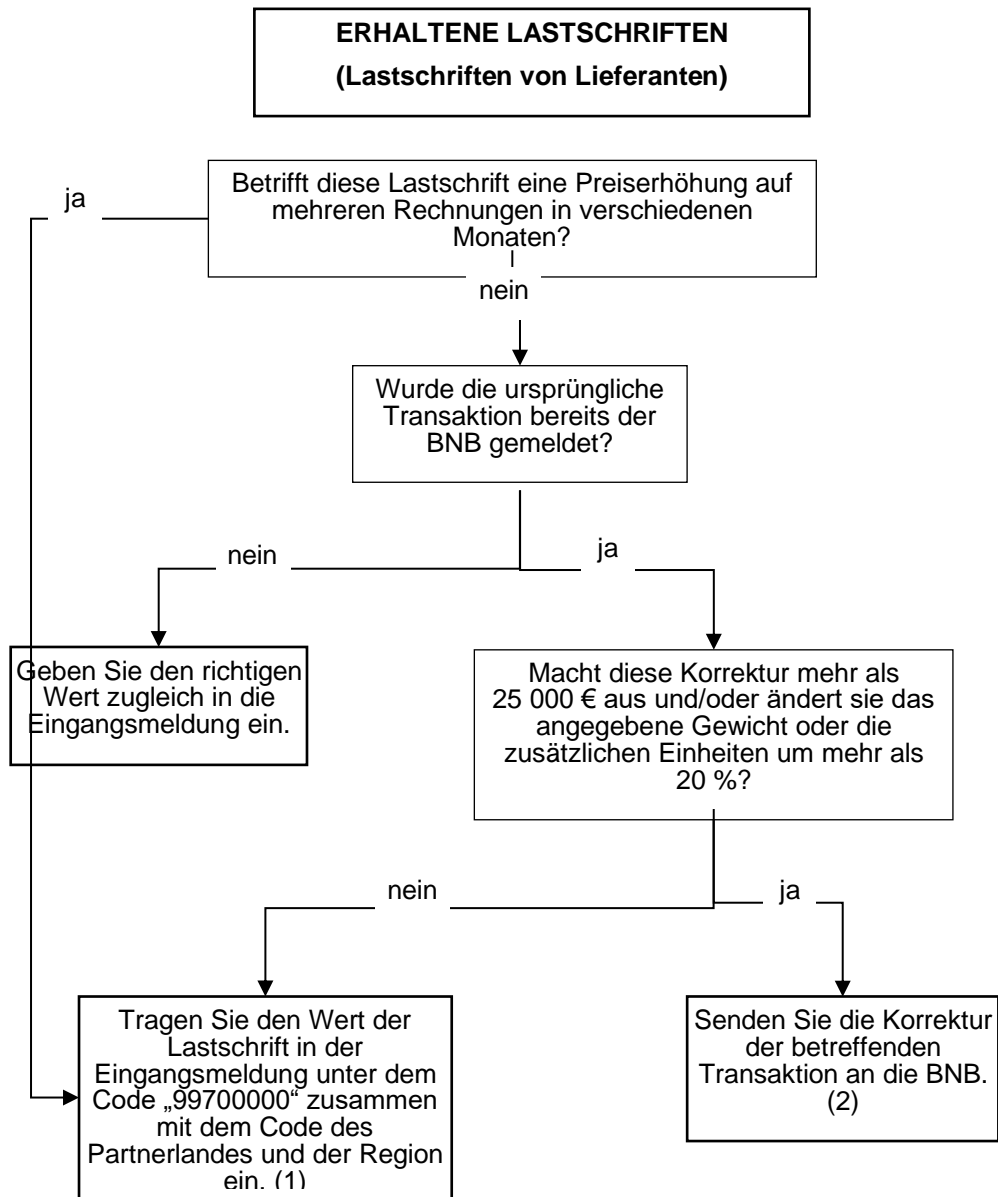 ERHALTENE LASTSCHRIFTEN
(Lastschriften von Lieferanten)
ja
Betrifft diese Lastschrift eine Preiserhöhung auf
mehreren Rechnungen in verschiedenen
Monaten?
nein
Wurde die ursprüngliche
Transaktion bereits der
BNB gemeldet?
nein
ja
Geben Sie den richtigen
Wert zugleich in die
Eingangsmeldung ein.
Macht diese Korrektur mehr als
25 000 € aus und/oder ändert sie das
angegebene Gewicht oder die
zusätzlichen Einheiten um mehr als
20 %?
nein
ja
Tragen Sie den Wert der
Lastschrift in der
Eingangsmeldung unter dem
Code „99700000“ zusammen
mit dem Code des
Partnerlandes und der Region
ein. (1)
Senden Sie die Korrektur
der betreffenden
Transaktion an die BNB.
(2)